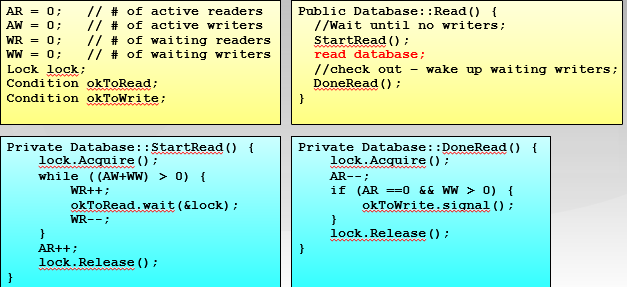 AR = 0;   // # of active readers
AW = 0;   // # of active writers
WR = 0;   // # of waiting readers
WW = 0;   // # of waiting writers
Lock lock;
Condition okToRead;
Condition okToWrite;
Public Database::Read() {
  //Wait until no writers;
  StartRead();
  read database;
  //check out – wake up waiting writers;
  DoneRead();
}
Private Database::StartRead() {
    lock.Acquire();
    while ((AW+WW) > 0) {
        WR++;
        okToRead.wait(&lock);
        WR--;
    }
    AR++;
    lock.Release();
}
Private Database::DoneRead() {
    lock.Acquire();
    AR--;
    if (AR ==0 && WW > 0) {
        okToWrite.signal();
    }
    lock.Release();
}